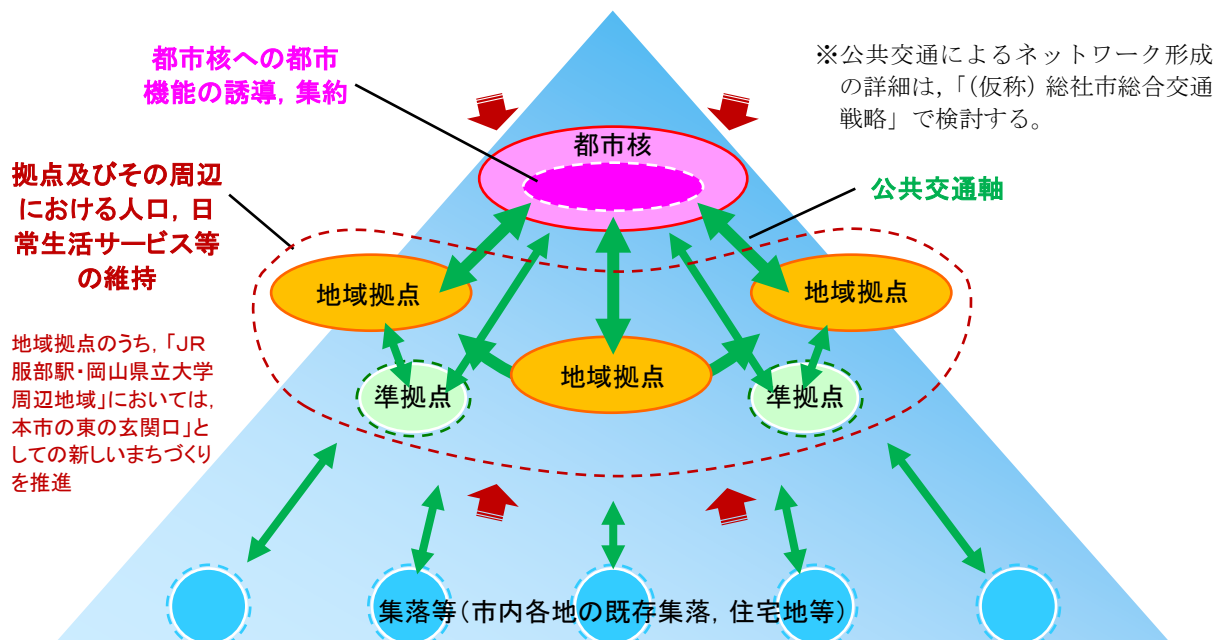 都市核への都市
機能の誘導，集約
※公共交通によるネットワーク形成
の詳細は，「（仮称）総社市総合交通
戦略」で検討する。
都市核
拠点及びその周辺
における人口，日
常生活サービス等
の維持
公共交通軸
地域拠点
地域拠点
地域拠点
準拠点
準拠点
地域拠点のうち，「JR
服部駅・岡山県立大学
周辺地域」においては，
本市の東の玄関口」と
しての新しいまちづくり
を推進
集落等（市内各地の既存集落，住宅地等）